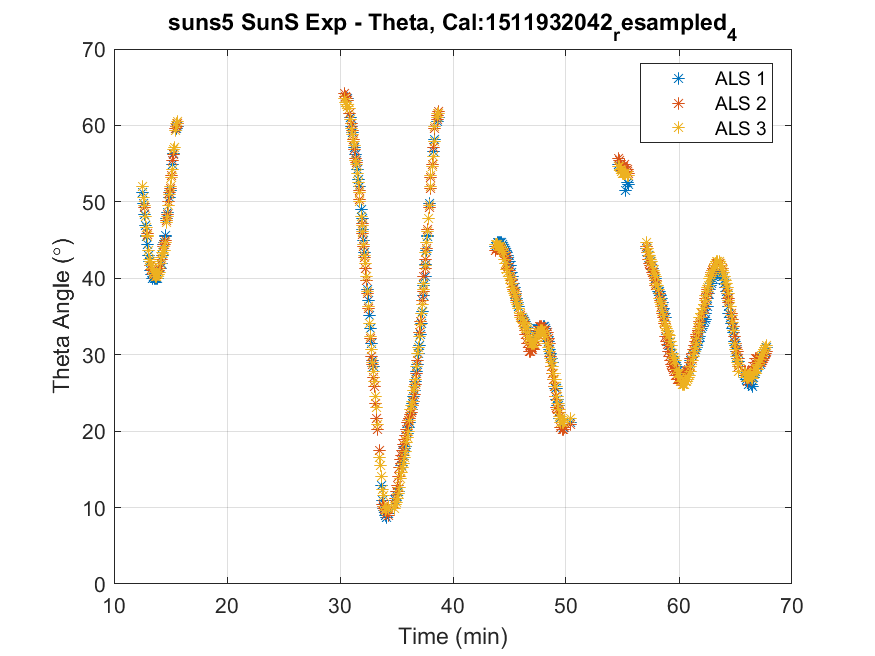 suns5 SunS Exp - Theta, Cal:1511932042resampled4
70
60
50
40
30
20
10
0
Theta Angle (°)
ALS 1
ALS 2
ALS 3
10 20 30 40 50 60 70
Time (min)